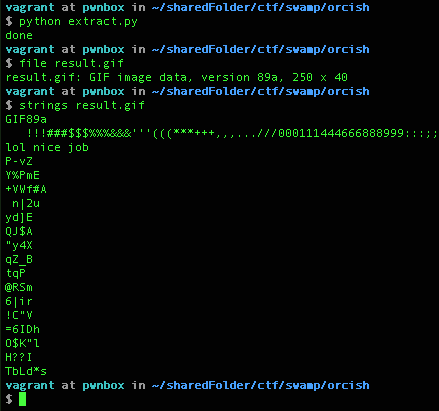 vagrant at pwnbox in ~/sharedFolder/ctf/swamp/orcish
$ python extract.py
done
vagrant at pwnbox in ~/sharedFolder/ctf/swamp/orcish
$ file result.gif
result.gif: GIF image data, version 89a, 250 x 40
vagrant at pwnbox in ~/sharedFolder/ctf/swamp/orcish
$ strings result.gif
GIF89a
!!!###$$$%%%&&&'''(((***+++,,,...///000111444666888999:::;;
lol nice job
P-vZ
Y%PmE
+VWf#A
n|2u
yd]E
QJ$A
"y4X
qZ_B
tqP
@RSm
6|ir
!C"V
=6IDh
O$K"l
H??I
TbLd*s
vagrant at pwnbox in ~/sharedFolder/ctf/swamp/orcish
$